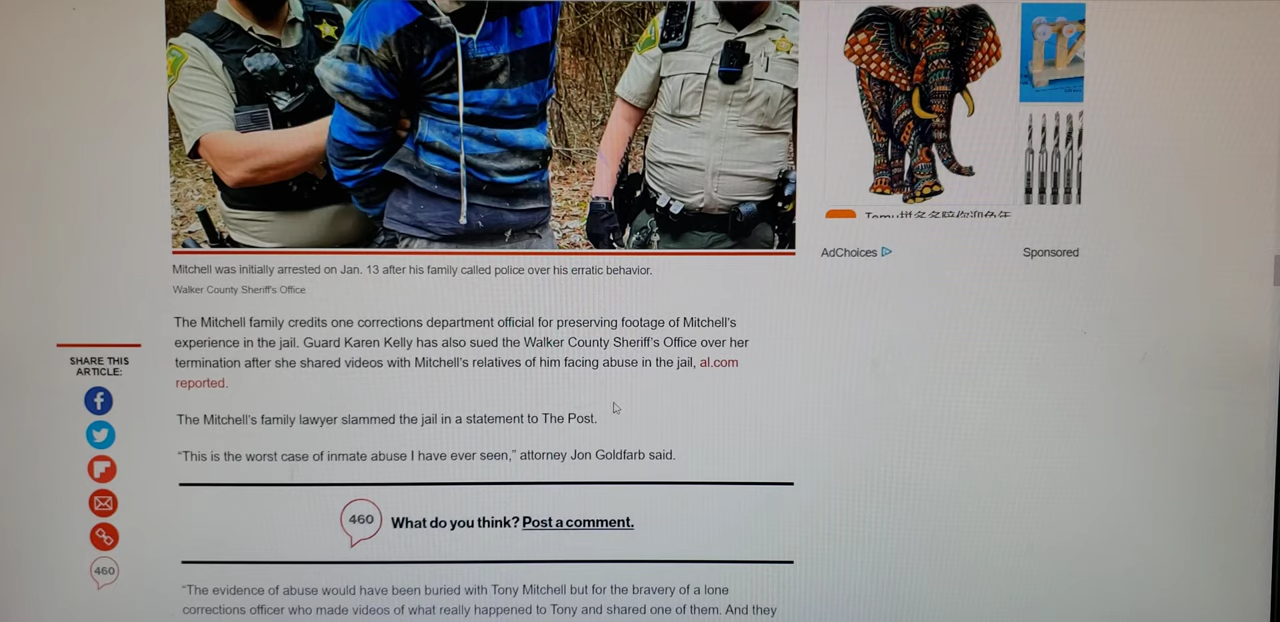 Mitchell was initially arrested on Jan. 13 after his family called police over his erratic behavior.
Walker County Sheriff's Office
The Mitchell family credits one corrections department official for preserving footage of Mitchell's
experience in the jail. Guard Karen Kelly has also sued the Walker County Sheriff's Office over her
termination after she shared videos with Mitchell's relatives of him facing abuse in the jail, al.com
reported.
The Mitchell's family lawyer slammed the jail in a statement to The Post.
“This is the worst case of inmate abuse I have ever seen,” attorney Jon Goldfarb said.
460 What do you think? Post a comment.
“The evidence of abuse would have been buried with Tony Mitchell but for the bravery of a lone
corrections officer who made videos of what really happened to Tony and shared one of them. And they
SHARE THIS
ARTICLE:
460
AdChoices
Sponsored